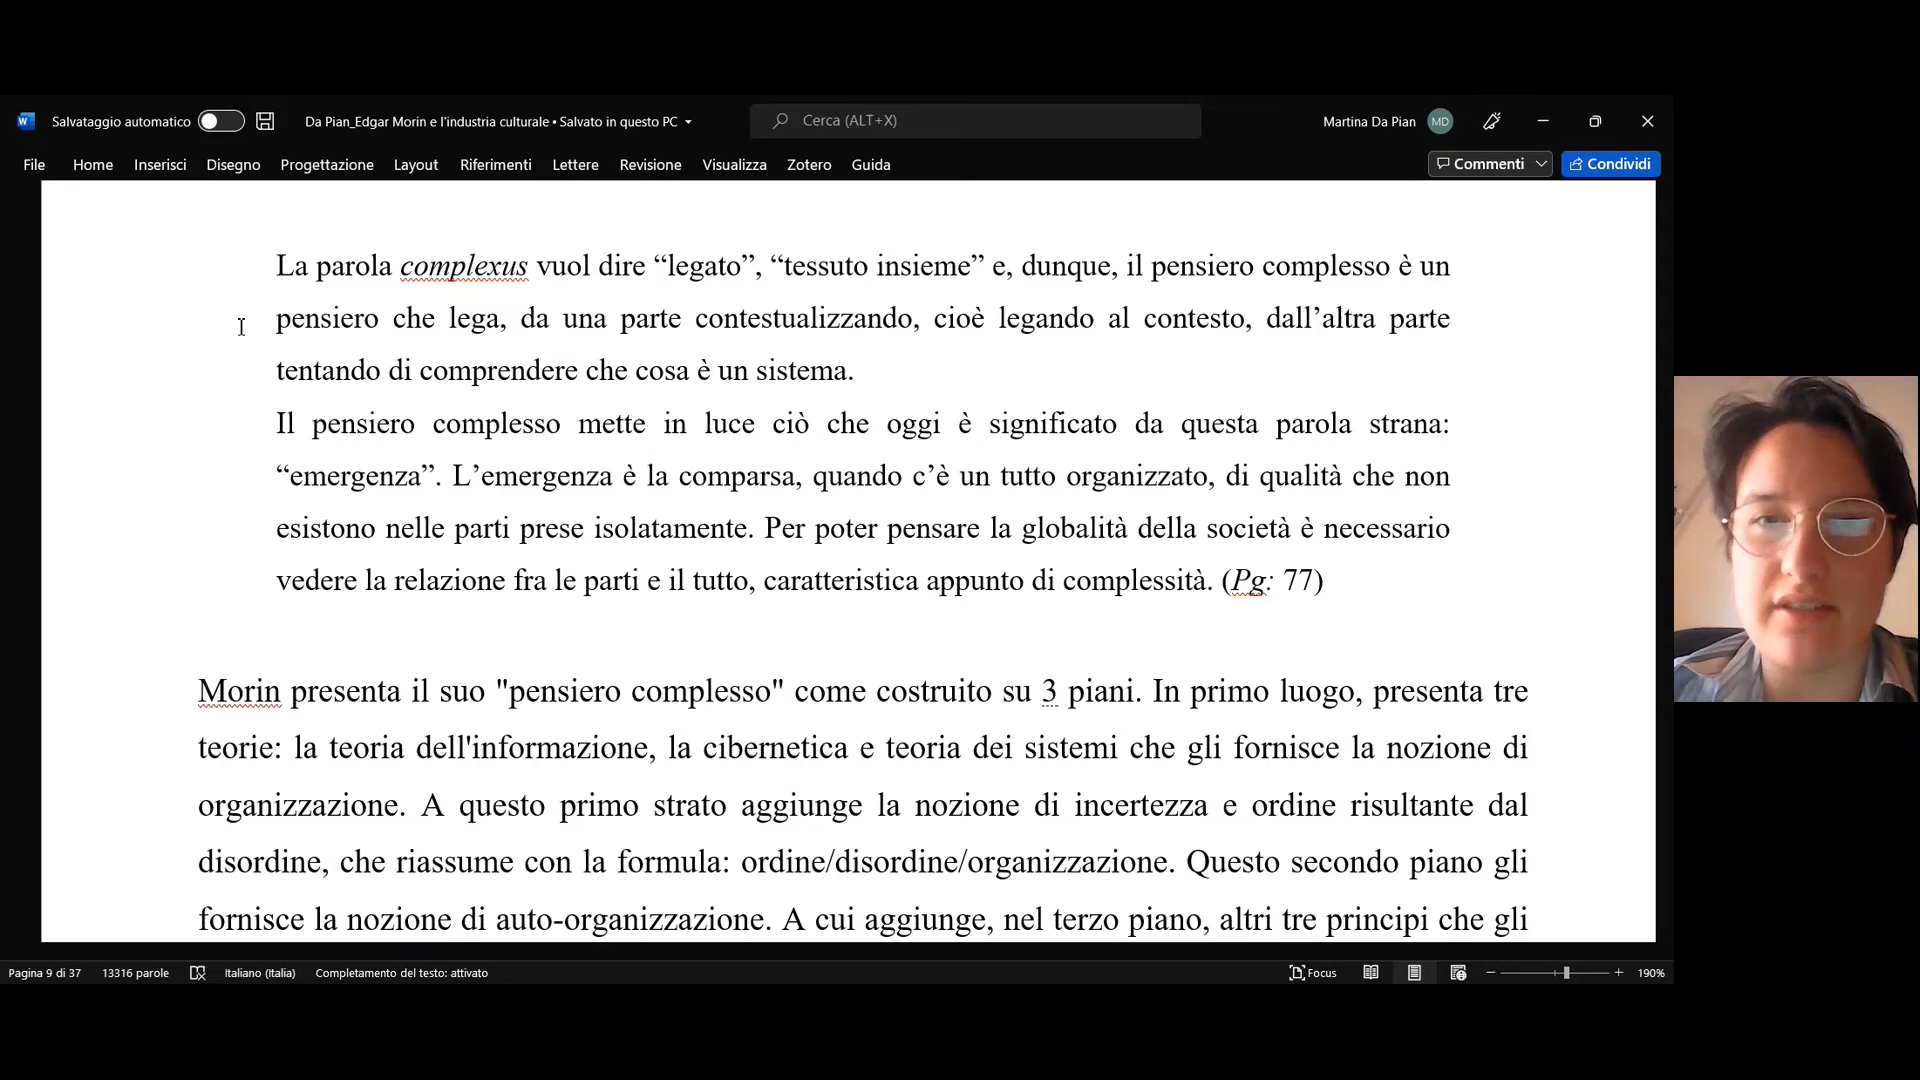 Salvataggio automatico
Da Pian_Edgar Morin e l'industria culturale • Salvato in questo PC
Cerca (ALT+X)
Martina Da Pian
MD
File Home Inserisci Disegno Progettazione Layout Riferimenti Lettere Revisione Visualizza Zotero Guida
Commenti
Condividi
La parola complexus vuol dire “legato”, “tessuto insieme” e, dunque, il pensiero complesso è un
pensiero che lega, da una parte contestualizzando, cioè legando al contesto, dall’altra parte
tentando di comprendere che cosa è un sistema.
Il pensiero complesso mette in luce ciò che oggi è significato da questa parola strana:
“emergenza”. L’emergenza è la comparsa, quando c’è un tutto organizzato, di qualità che non
esistono nelle parti prese isolatamente. Per poter pensare la globalità della società è necessario
vedere la relazione fra le parti e il tutto, caratteristica appunto di complessità. (Pg: 77)
Morin presenta il suo "pensiero complesso" come costruito su 3 piani. In primo luogo, presenta tre
teorie: la teoria dell'informazione, la cibernetica e teoria dei sistemi che gli fornisce la nozione di
organizzazione. A questo primo strato aggiunge la nozione di incertezza e ordine risultante dal
disordine, che riassume con la formula: ordine/disordine/organizzazione. Questo secondo piano gli
fornisce la nozione di auto-organizzazione. A cui aggiunge, nel terzo piano, altri tre principi che gli
Pagina 9 di 37
13316 parole
Italiano (Italia)
Completamento del testo: attivato
Focus
190%